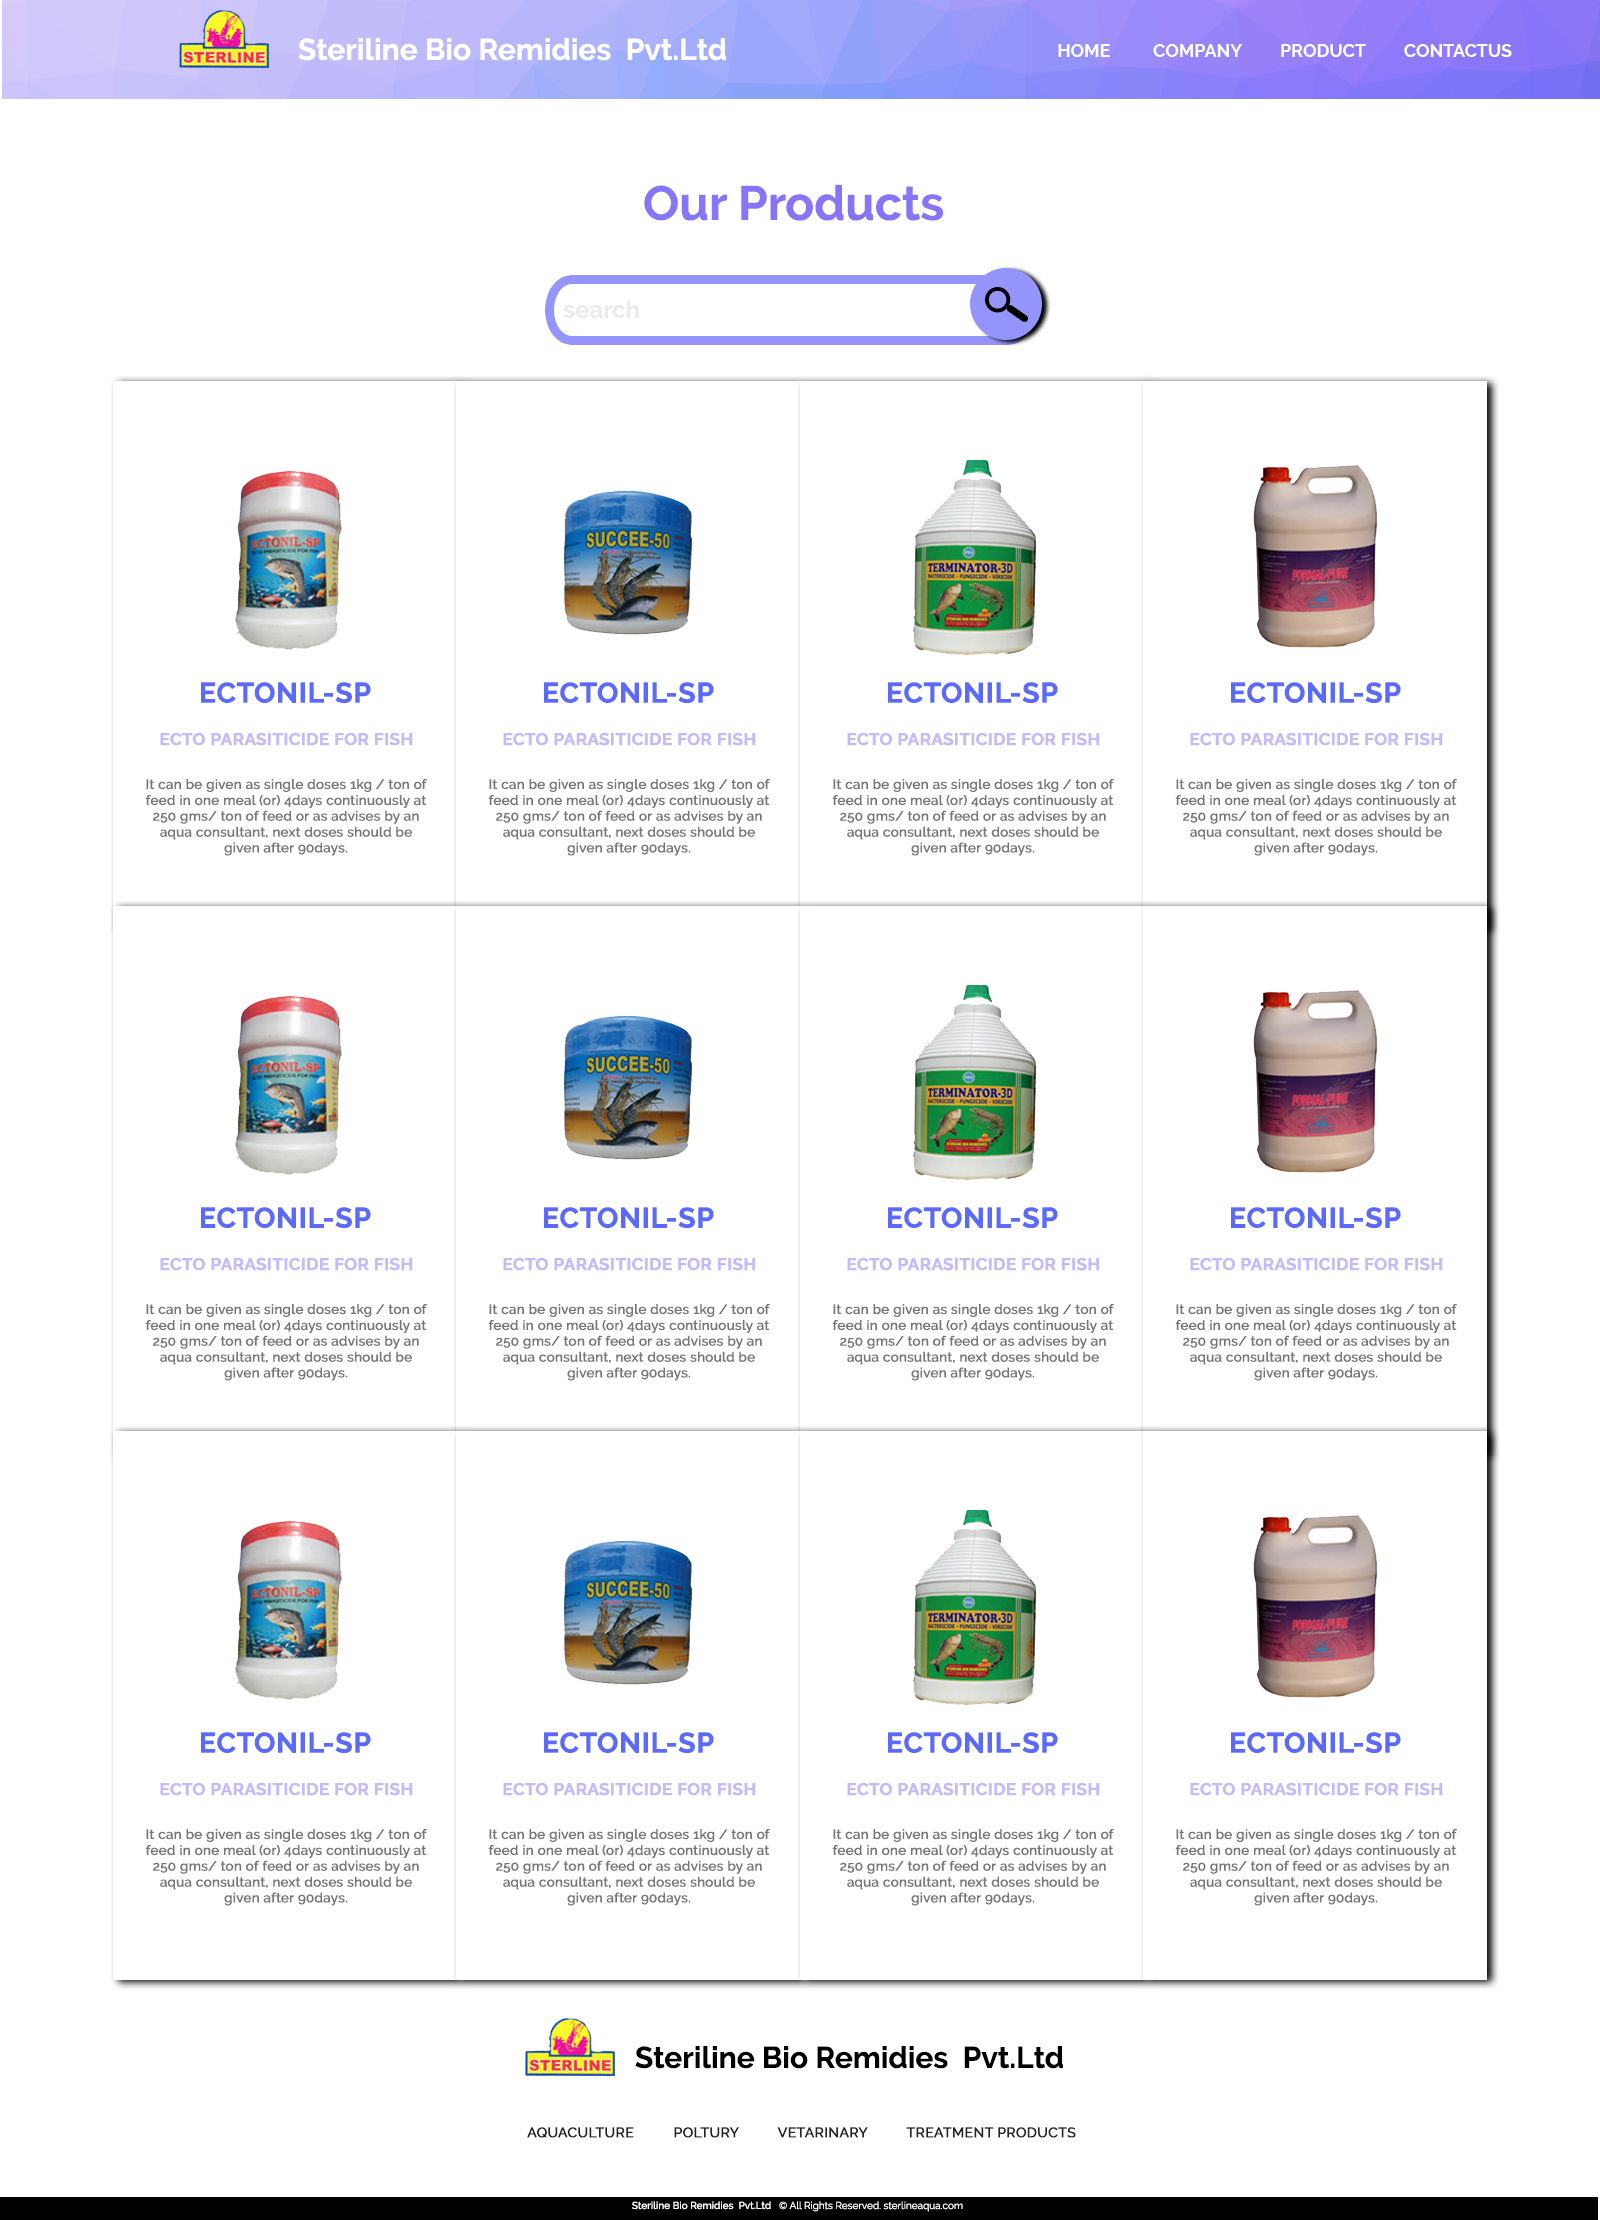 STERLINE
Steriline Bio Remidies Pvt.Ltd
HOME COMPANY PRODUCT CONTACTUS
Our Products
search
ECTONIL-SP
ECTO PARASITICIDE FOR FISH
SUCCEE-50
TERMINATOR-3D
BACTERICIDE - FUNGICIDE - VIRICIDE
FORMAL-PURE
ECTONIL-SP ECTONIL-SP ECTONIL-SP ECTONIL-SP
ECTO PARASITICIDE FOR FISH ECTO PARASITICIDE FOR FISH ECTO PARASITICIDE FOR FISH ECTO PARASITICIDE FOR FISH
It can be given as single doses 1kg / ton of It can be given as single doses 1kg / ton of It can be given as single doses 1kg / ton of It can be given as single doses 1kg / ton of
feed in one meal (or) 4days continuously at feed in one meal (or) 4days continuously at feed in one meal (or) 4days continuously at feed in one meal (or) 4days continuously at
250 gms/ ton of feed or as advises by an 250 gms/ ton of feed or as advises by an 250 gms/ ton of feed or as advises by an 250 gms/ ton of feed or as advises by an
aqua consultant, next doses should be aqua consultant, next doses should be aqua consultant, next doses should be aqua consultant, next doses should be
given after 90days. given after 90days. given after 90days. given after 90days.
ECTONIL-SP
ECTO PARASITICIDE FOR FISH
SUCCEE-50
TERMINATOR-3D
BACTERICIDE - FUNGICIDE - VIRICIDE
FORMAL-PURE
ECTONIL-SP ECTONIL-SP ECTONIL-SP ECTONIL-SP
ECTO PARASITICIDE FOR FISH ECTO PARASITICIDE FOR FISH ECTO PARASITICIDE FOR FISH ECTO PARASITICIDE FOR FISH
It can be given as single doses 1kg / ton of It can be given as single doses 1kg / ton of It can be given as single doses 1kg / ton of It can be given as single doses 1kg / ton of
feed in one meal (or) 4days continuously at feed in one meal (or) 4days continuously at feed in one meal (or) 4days continuously at feed in one meal (or) 4days continuously at
250 gms/ ton of feed or as advises by an 250 gms/ ton of feed or as advises by an 250 gms/ ton of feed or as advises by an 250 gms/ ton of feed or as advises by an
aqua consultant, next doses should be aqua consultant, next doses should be aqua consultant, next doses should be aqua consultant, next doses should be
given after 90days. given after 90days. given after 90days. given after 90days.
ECTONIL-SP
ECTO PARASITICIDE FOR FISH
SUCCEE-50
TERMINATOR-3D
BACTERICIDE - FUNGICIDE - VIRICIDE
FORMAL-PURE
ECTONIL-SP ECTONIL-SP ECTONIL-SP ECTONIL-SP
ECTO PARASITICIDE FOR FISH ECTO PARASITICIDE FOR FISH ECTO PARASITICIDE FOR FISH ECTO PARASITICIDE FOR FISH
It can be given as single doses 1kg / ton of It can be given as single doses 1kg / ton of It can be given as single doses 1kg / ton of It can be given as single doses 1kg / ton of
feed in one meal (or) 4days continuously at feed in one meal (or) 4days continuously at feed in one meal (or) 4days continuously at feed in one meal (or) 4days continuously at
250 gms/ ton of feed or as advises by an 250 gms/ ton of feed or as advises by an 250 gms/ ton of feed or as advises by an 250 gms/ ton of feed or as advises by an
aqua consultant, next doses should be aqua consultant, next doses should be aqua consultant, next doses should be aqua consultant, next doses should be
given after 90days. given after 90days. given after 90days. given after 90days.
STERLINE
Steriline Bio Remidies Pvt.Ltd
AQUACULTURE POLTURY VETARINARY TREATMENT PRODUCTS
Steriline Bio Remidies Pvt.Ltd © All Rights Reserved. sterlineaqua.com